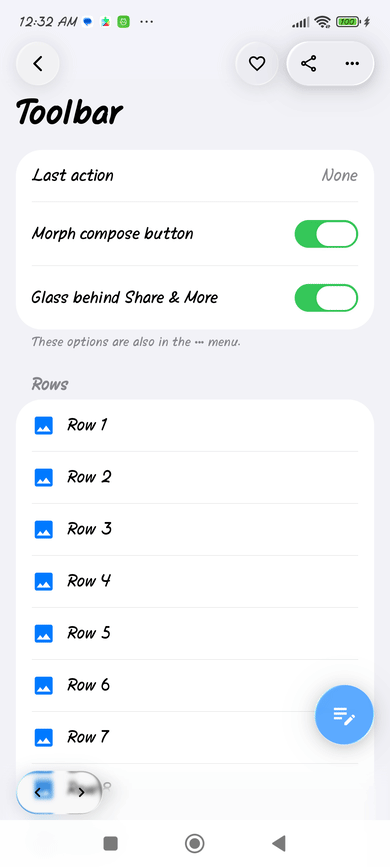 12:32 AM
100
Toolbar
Last action None
Morph compose button
Glass behind Share & More
These options are also in the ••• menu.
Rows
Row 1
Row 2
Row 3
Row 4
Row 5
Row 6
Row 7